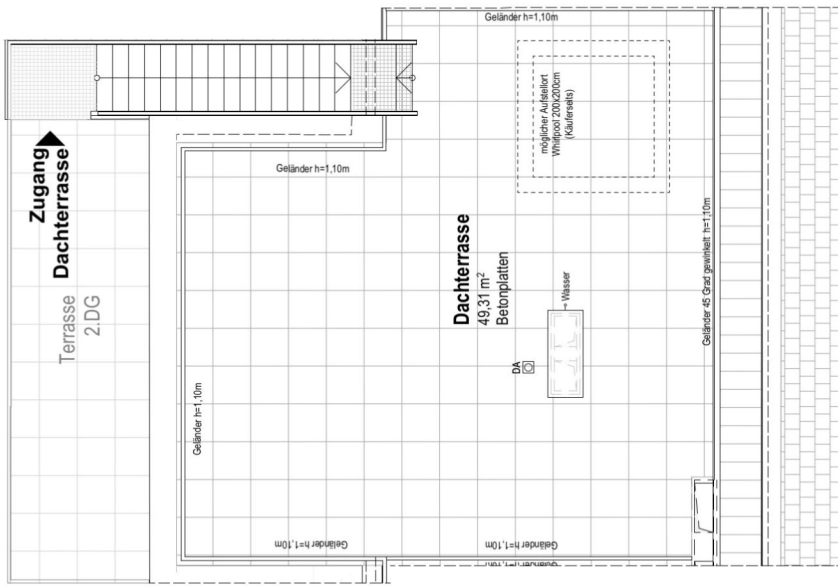 Geländer h=1,10m
möglicher Aufstellort
Whirlpool 200x200cm
(Käuferseits)
Zugang
Dachterrasse
Geländer h=1,10m
Terrasse
2.DG
Dachterrasse
49,31 m²
Betonplatten
Wasser
DA
Geländer 45 Grad gewinkelt h=1,10m
Geländer h=1,10m
Geländer h=1,10m
Geländer h=1,10m